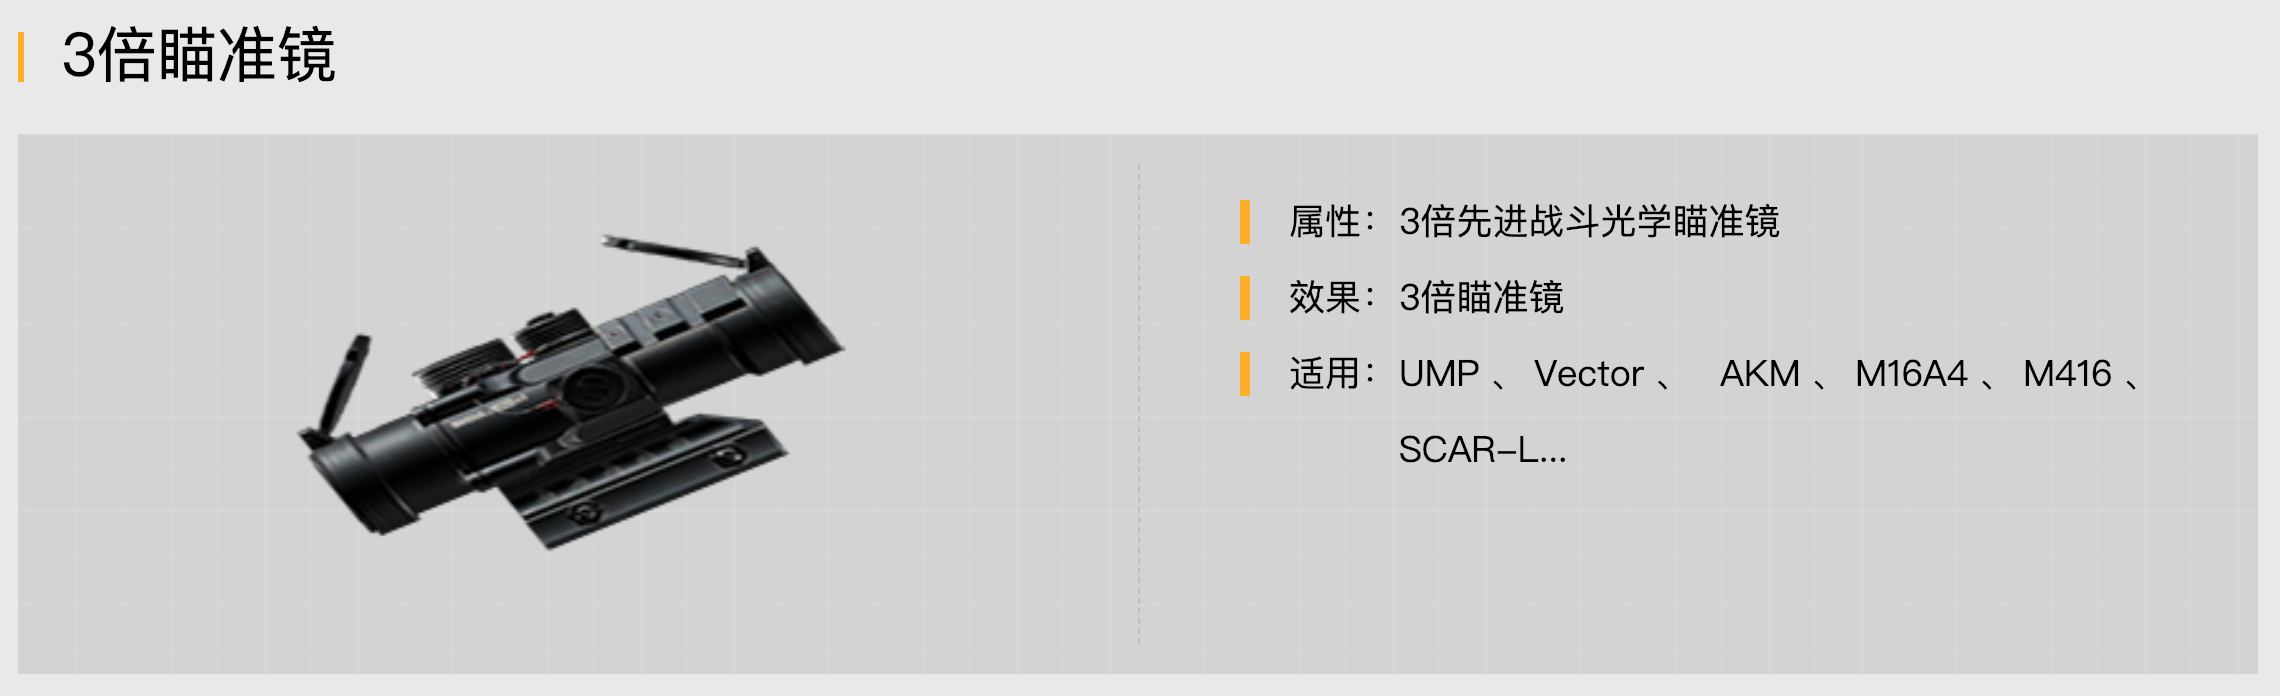 3倍瞄准镜
属性：3倍先进战斗光学瞄准镜
效果：3倍瞄准镜
适用：UMP 、 Vector 、 AKM 、 M16A4 、 M416 、
SCAR-L...